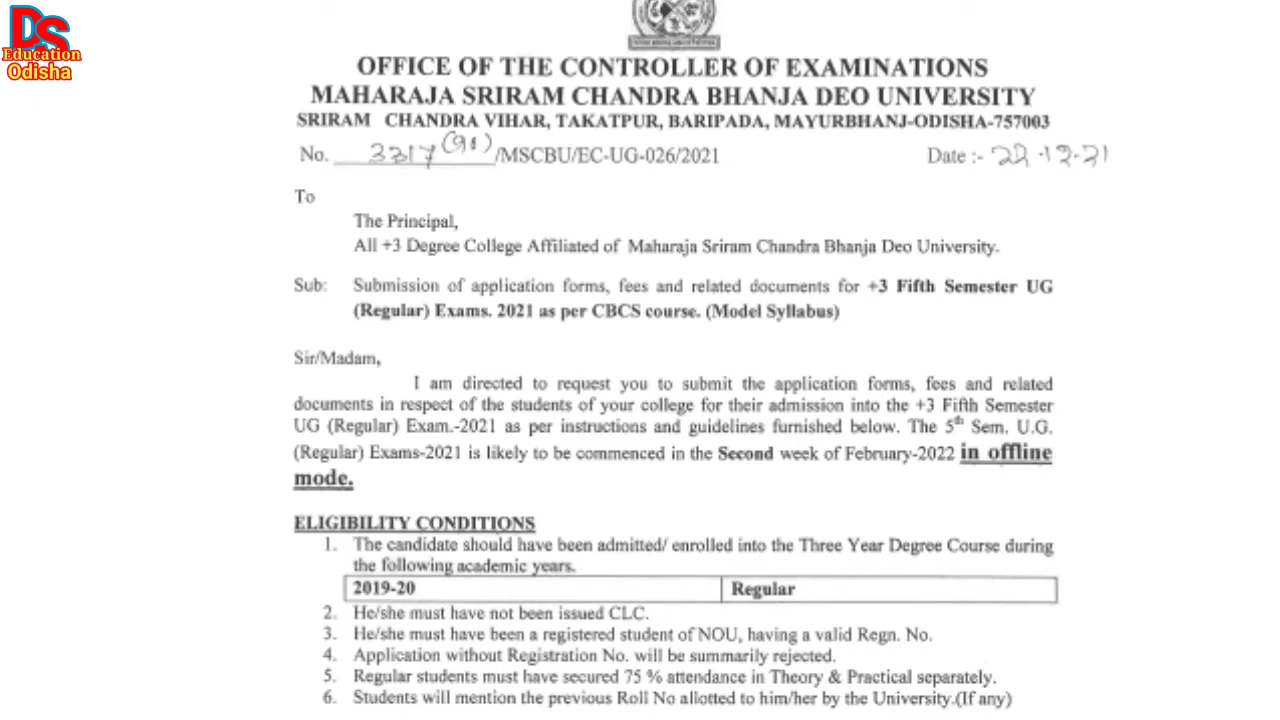 DS
Education
Odisha
OFFICE OF THE CONTROLLER OF EXAMINATIONS
MAHARAJA SRIRAM CHANDRA BHANJA DEO UNIVERSITY
SRIRAM CHANDRA VIHAR, TAKATPUR, BARIPADA, MAYURBHANJ-ODISHA-757003
No. 3317(90)/MSCBU/EC-UG-026/2021 Date :- 22-12-21
To
The Principal,
All +3 Degree College Affiliated of Maharaja Sriram Chandra Bhanja Deo University.
Sub: Submission of application forms, fees and related documents for +3 Fifth Semester UG
(Regular) Exams. 2021 as per CBCS course. (Model Syllabus)
Sir/Madam,
I am directed to request you to submit the application forms, fees and related
documents in respect of the students of your college for their admission into the +3 Fifth Semester
UG (Regular) Exam.-2021 as per instructions and guidelines furnished below. The 5th Sem. U.G.
(Regular) Exams-2021 is likely to be commenced in the Second week of February-2022 in offline
mode.
ELIGIBILITY CONDITIONS
1. The candidate should have been admitted/ enrolled into the Three Year Degree Course during
the following academic years.
2019-20 Regular
2. He/she must have not been issued CLC.
3. He/she must have been a registered student of NOU, having a valid Regn. No.
4. Application without Registration No. will be summarily rejected.
5. Regular students must have secured 75 % attendance in Theory & Practical separately.
6. Students will mention the previous Roll No allotted to him/her by the University.(If any)